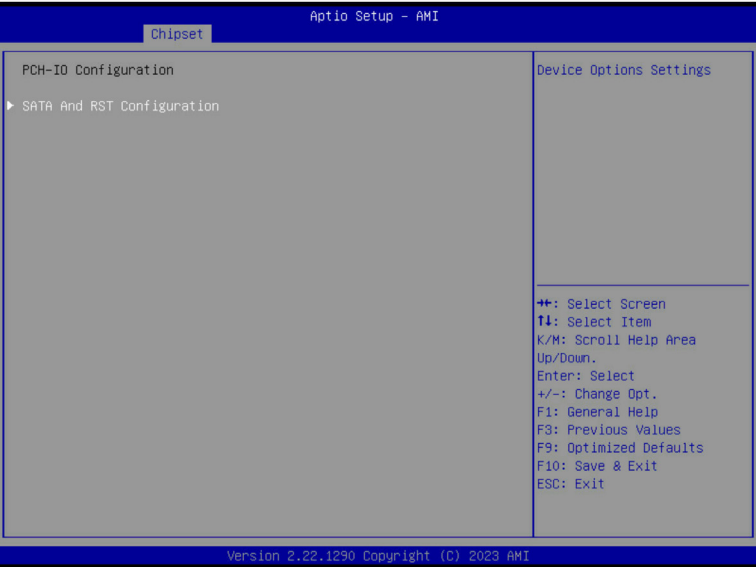 Aptio Setup – AMI
Chipset
PCH-IO Configuration
SATA And RST Configuration
Device Options Settings
→←: Select Screen
↑↓: Select Item
K/M: Scroll Help Area
Up/Down.
Enter: Select
+/-: Change Opt.
F1: General Help
F3: Previous Values
F9: Optimized Defaults
F10: Save & Exit
ESC: Exit
Version 2.22.1290 Copyright (C) 2023 AMI